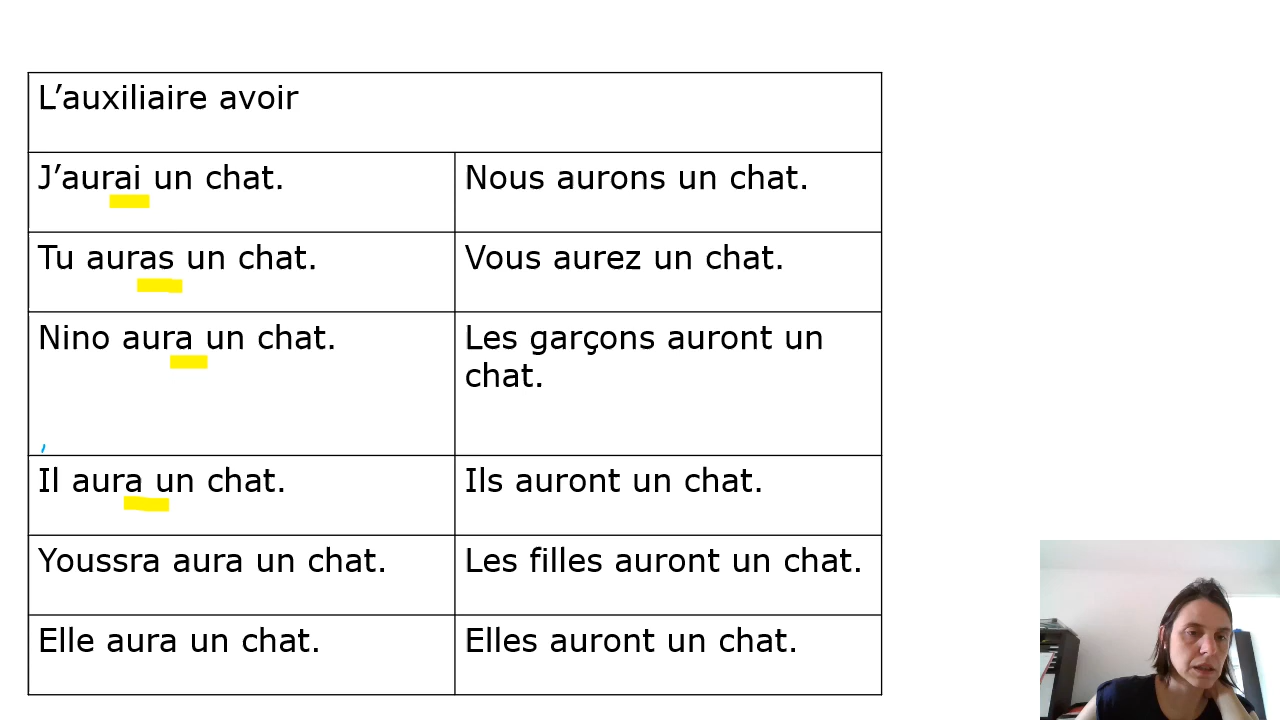 L’auxiliaire avoir
J’aurai un chat.
Nous aurons un chat.
Tu auras un chat.
Vous aurez un chat.
Nino aura un chat.
Les garçons auront un
chat.
Il aura un chat.
Ils auront un chat.
Youssra aura un chat.
Les filles auront un chat.
Elle aura un chat.
Elles auront un chat.